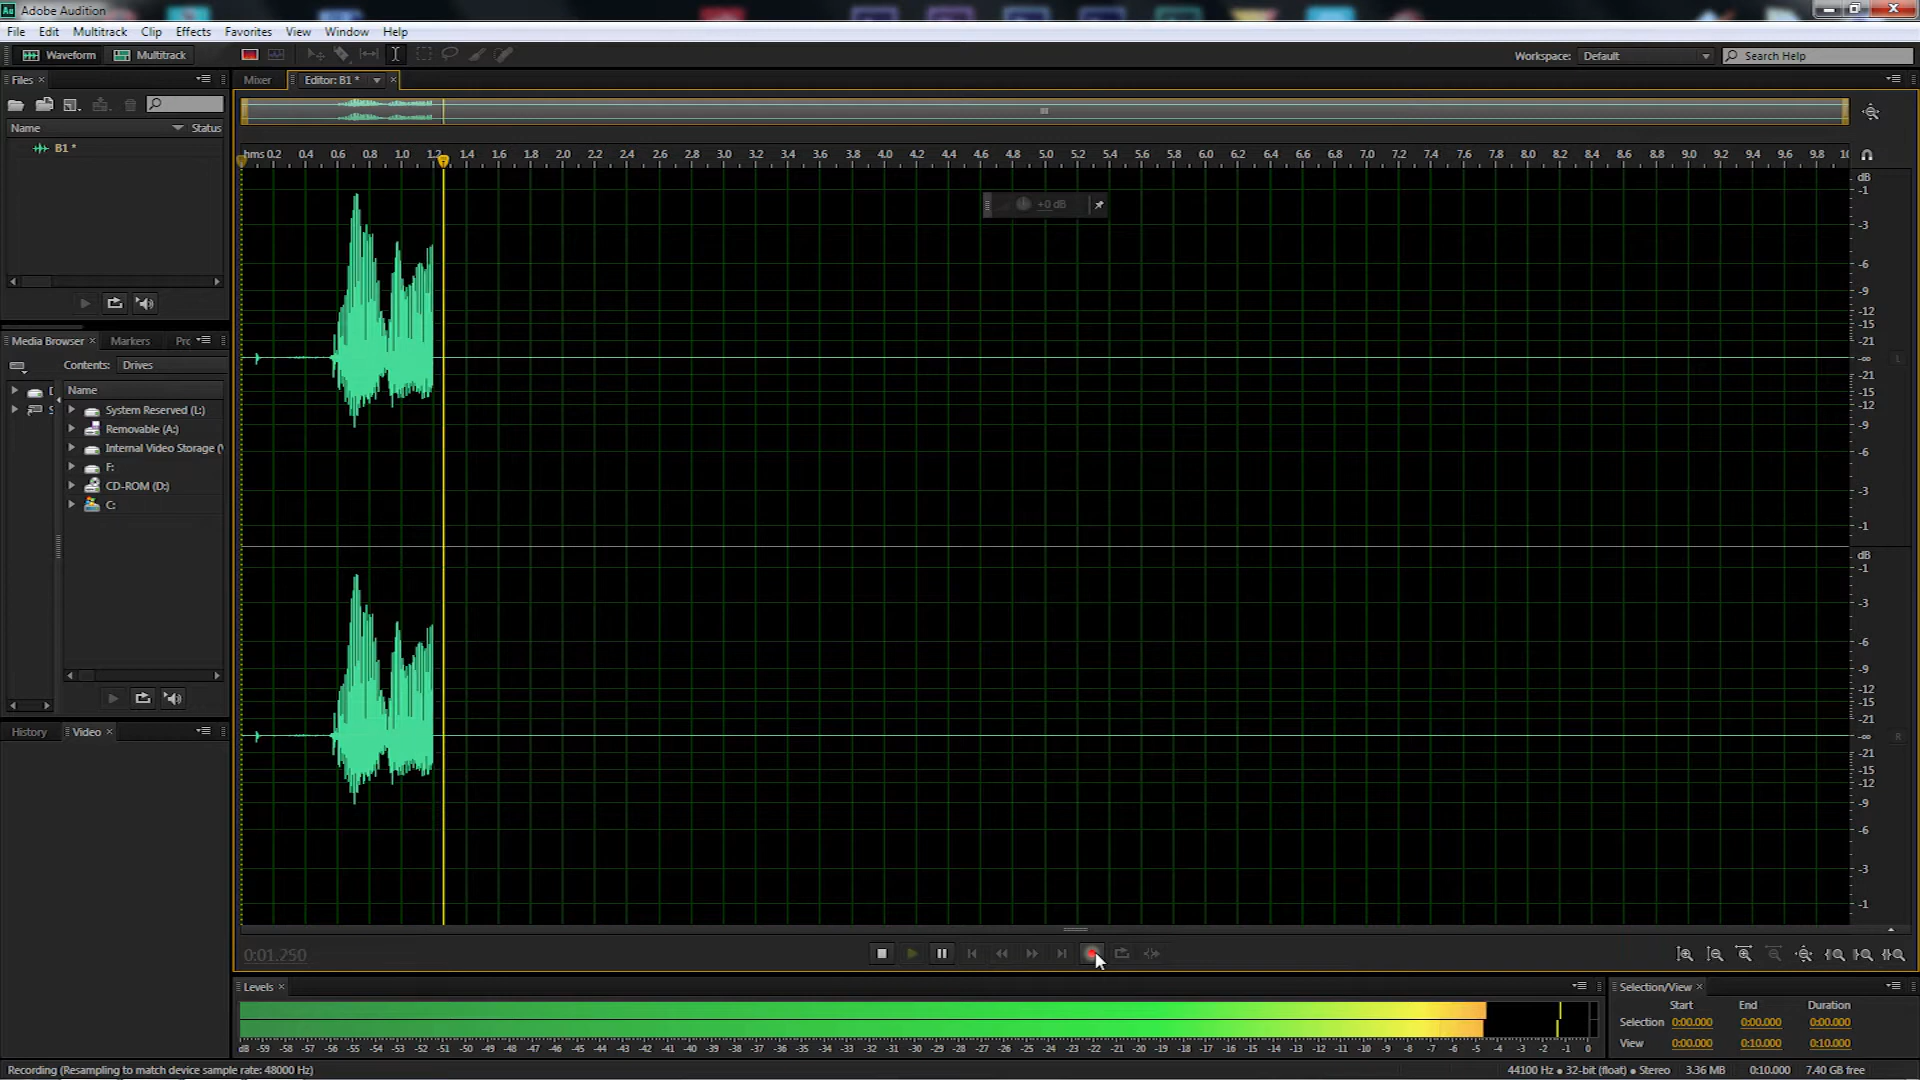 Au Adobe Audition
File Edit Multitrack Clip Effects Favorites View Window Help
Waveform Multitrack Workspace: Default Search Help
Files Mixer Editor: B1 *
Name Status
B1 *
hms 0.2 0.4 0.6 0.8 1.0 1.2 1.4 1.6 1.8 2.0 2.2 2.4 2.6 2.8 3.0 3.2 3.4 3.6 3.8 4.0 4.2 4.4 4.6 4.8 5.0 5.2 5.4 5.6 5.8 6.0 6.2 6.4 6.6 6.8 7.0 7.2 7.4 7.6 7.8 8.0 8.2 8.4 8.6 8.8 9.0 9.2 9.4 9.6 9.8 10
+0 dB
dB
-1
-3
-6
-9
-12
-15
-21
-∞
-21
-15
-12
-9
-6
-3
-1
L
Media Browser Markers Pro
Contents: Drives
Name
System Reserved (L:)
Removable (A:)
Internal Video Storage (
F:
CD-ROM (D:)
C:
dB
-1
-3
-6
-9
-12
-15
-21
-∞
-21
-15
-12
-9
-6
-3
-1
R
History Video
0:01.250
Levels
dB -59 -58 -57 -56 -55 -54 -53 -52 -51 -50 -49 -48 -47 -46 -45 -44 -43 -42 -41 -40 -39 -38 -37 -36 -35 -34 -33 -32 -31 -30 -29 -28 -27 -26 -25 -24 -23 -22 -21 -20 -19 -18 -17 -16 -15 -14 -13 -12 -11 -10 -9 -8 -7 -6 -5 -4 -3 -2 -1 0
Selection/View
Start End Duration
Selection 0:00.000 0:00.000 0:00.000
View 0:00.000 0:10.000 0:10.000
Recording (Resampling to match device sample rate: 48000 Hz) 44100 Hz • 32-bit (float) • Stereo 3.36 MB 0:10.000 7.40 GB free